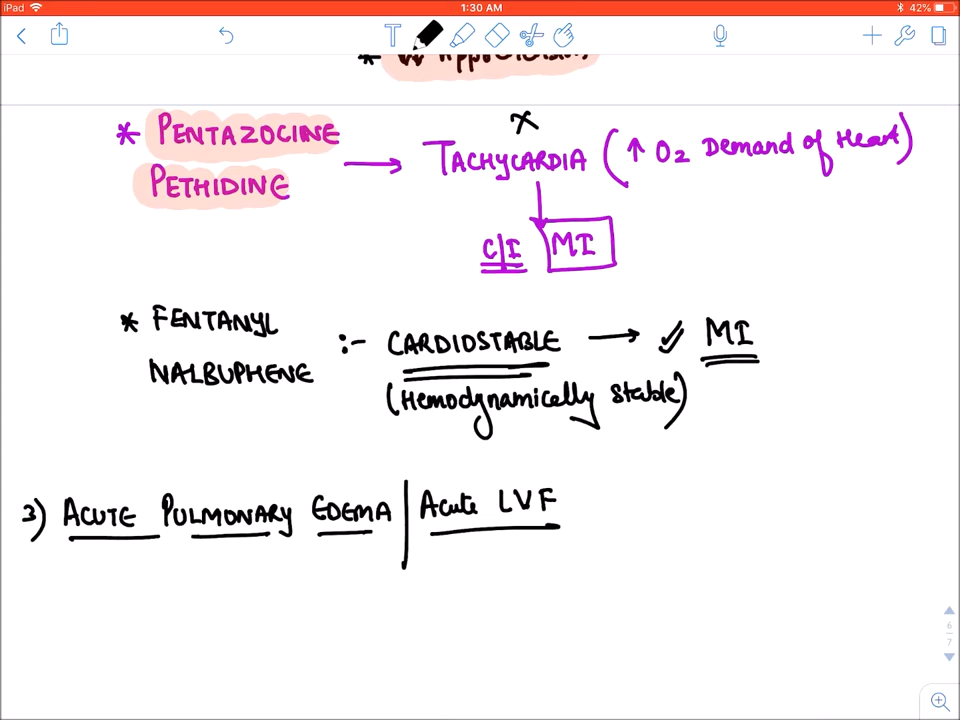 iPad 1:30 AM 42%
T
* PENTAZOCINE
PETHIDINE
→ TACHYCARDIA (↑ O2 Demand of Heart)
C/I MI
* FENTANYL
NALBUPHENE
:- CARDIOSTABLE → ✓ MI
(Hemodynamically Stable)
3) ACUTE PULMONARY EDEMA | Acute LVF
6
7